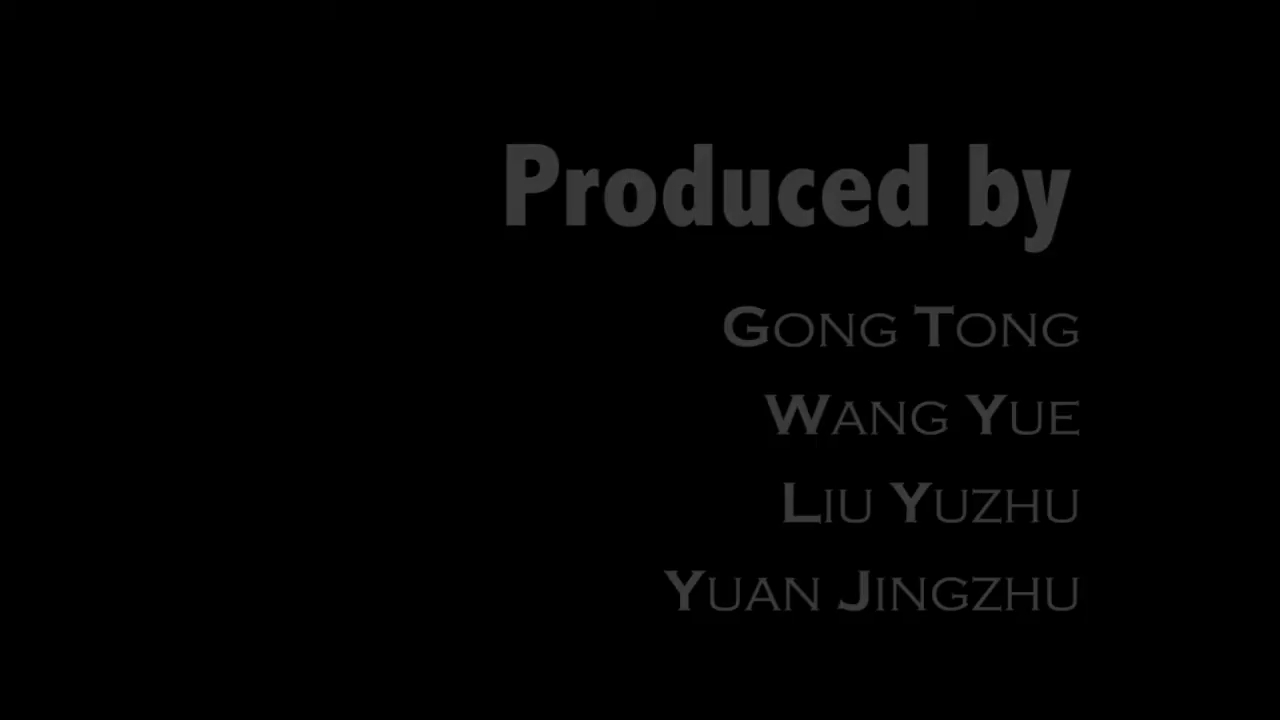 Produced by
GONG TONG
WANG YUE
LIU YUZHU
YUAN JINGZHU